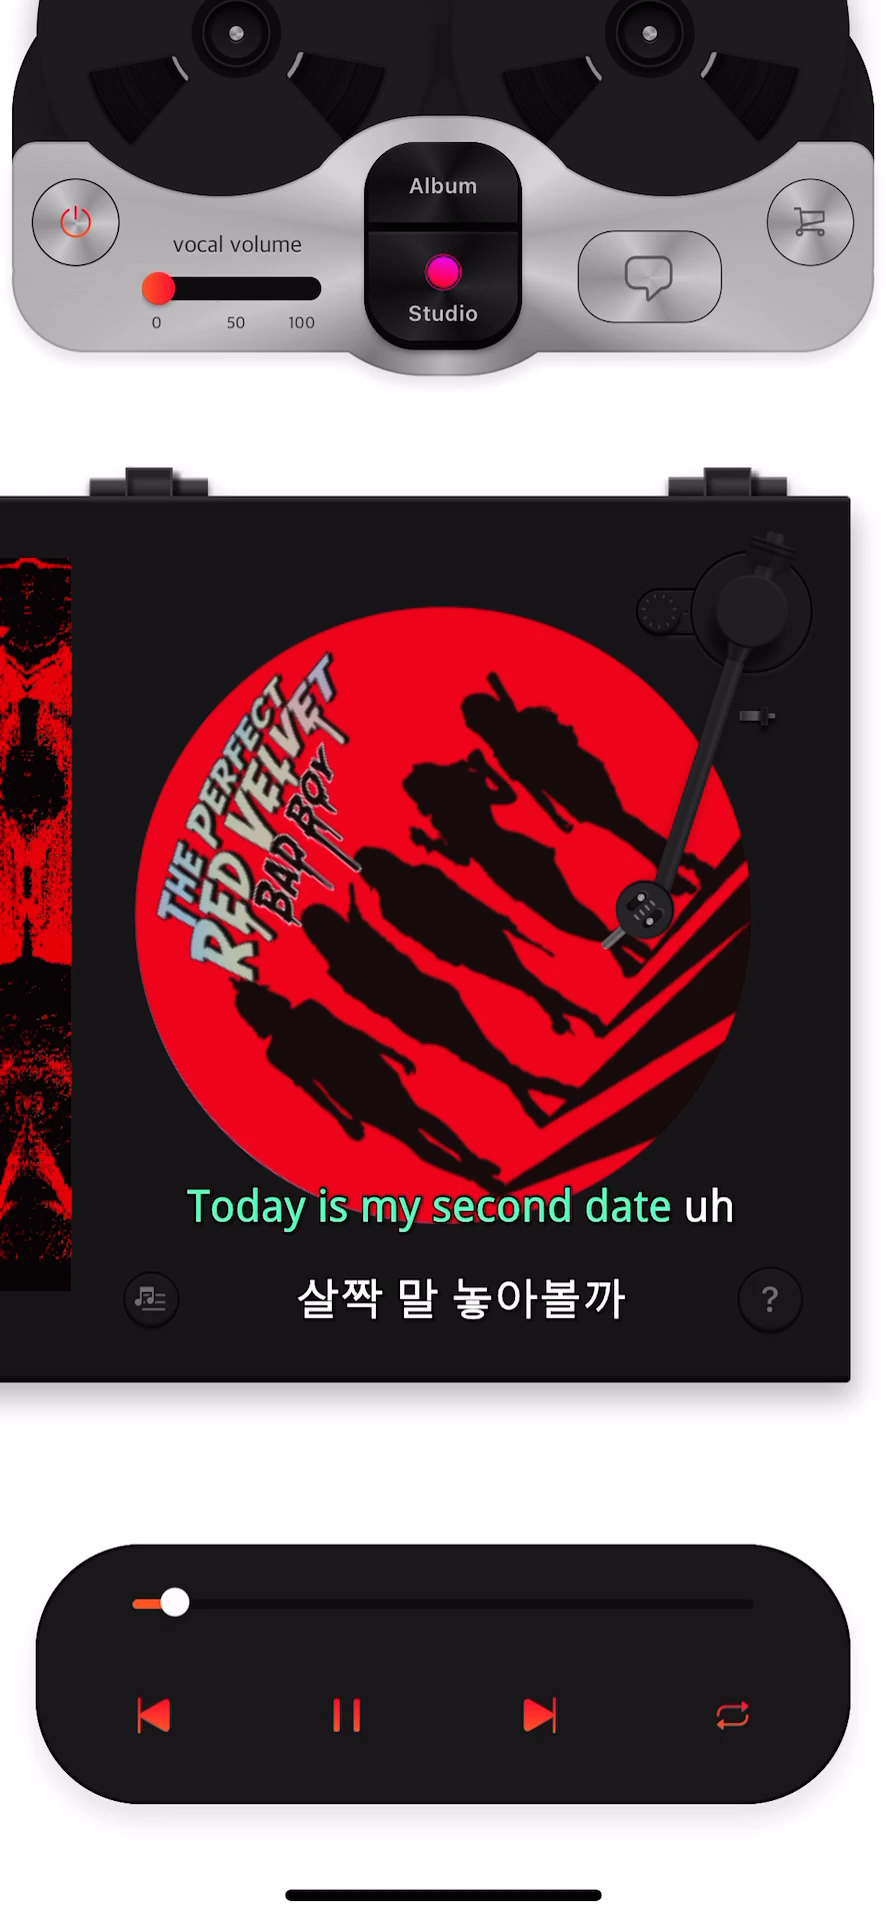 Album
vocal volume
Studio
0 50 100
THE PERFECT
RED VELVET
BAD BOY
Today is my second date uh
살짝 말 놓아볼까
?